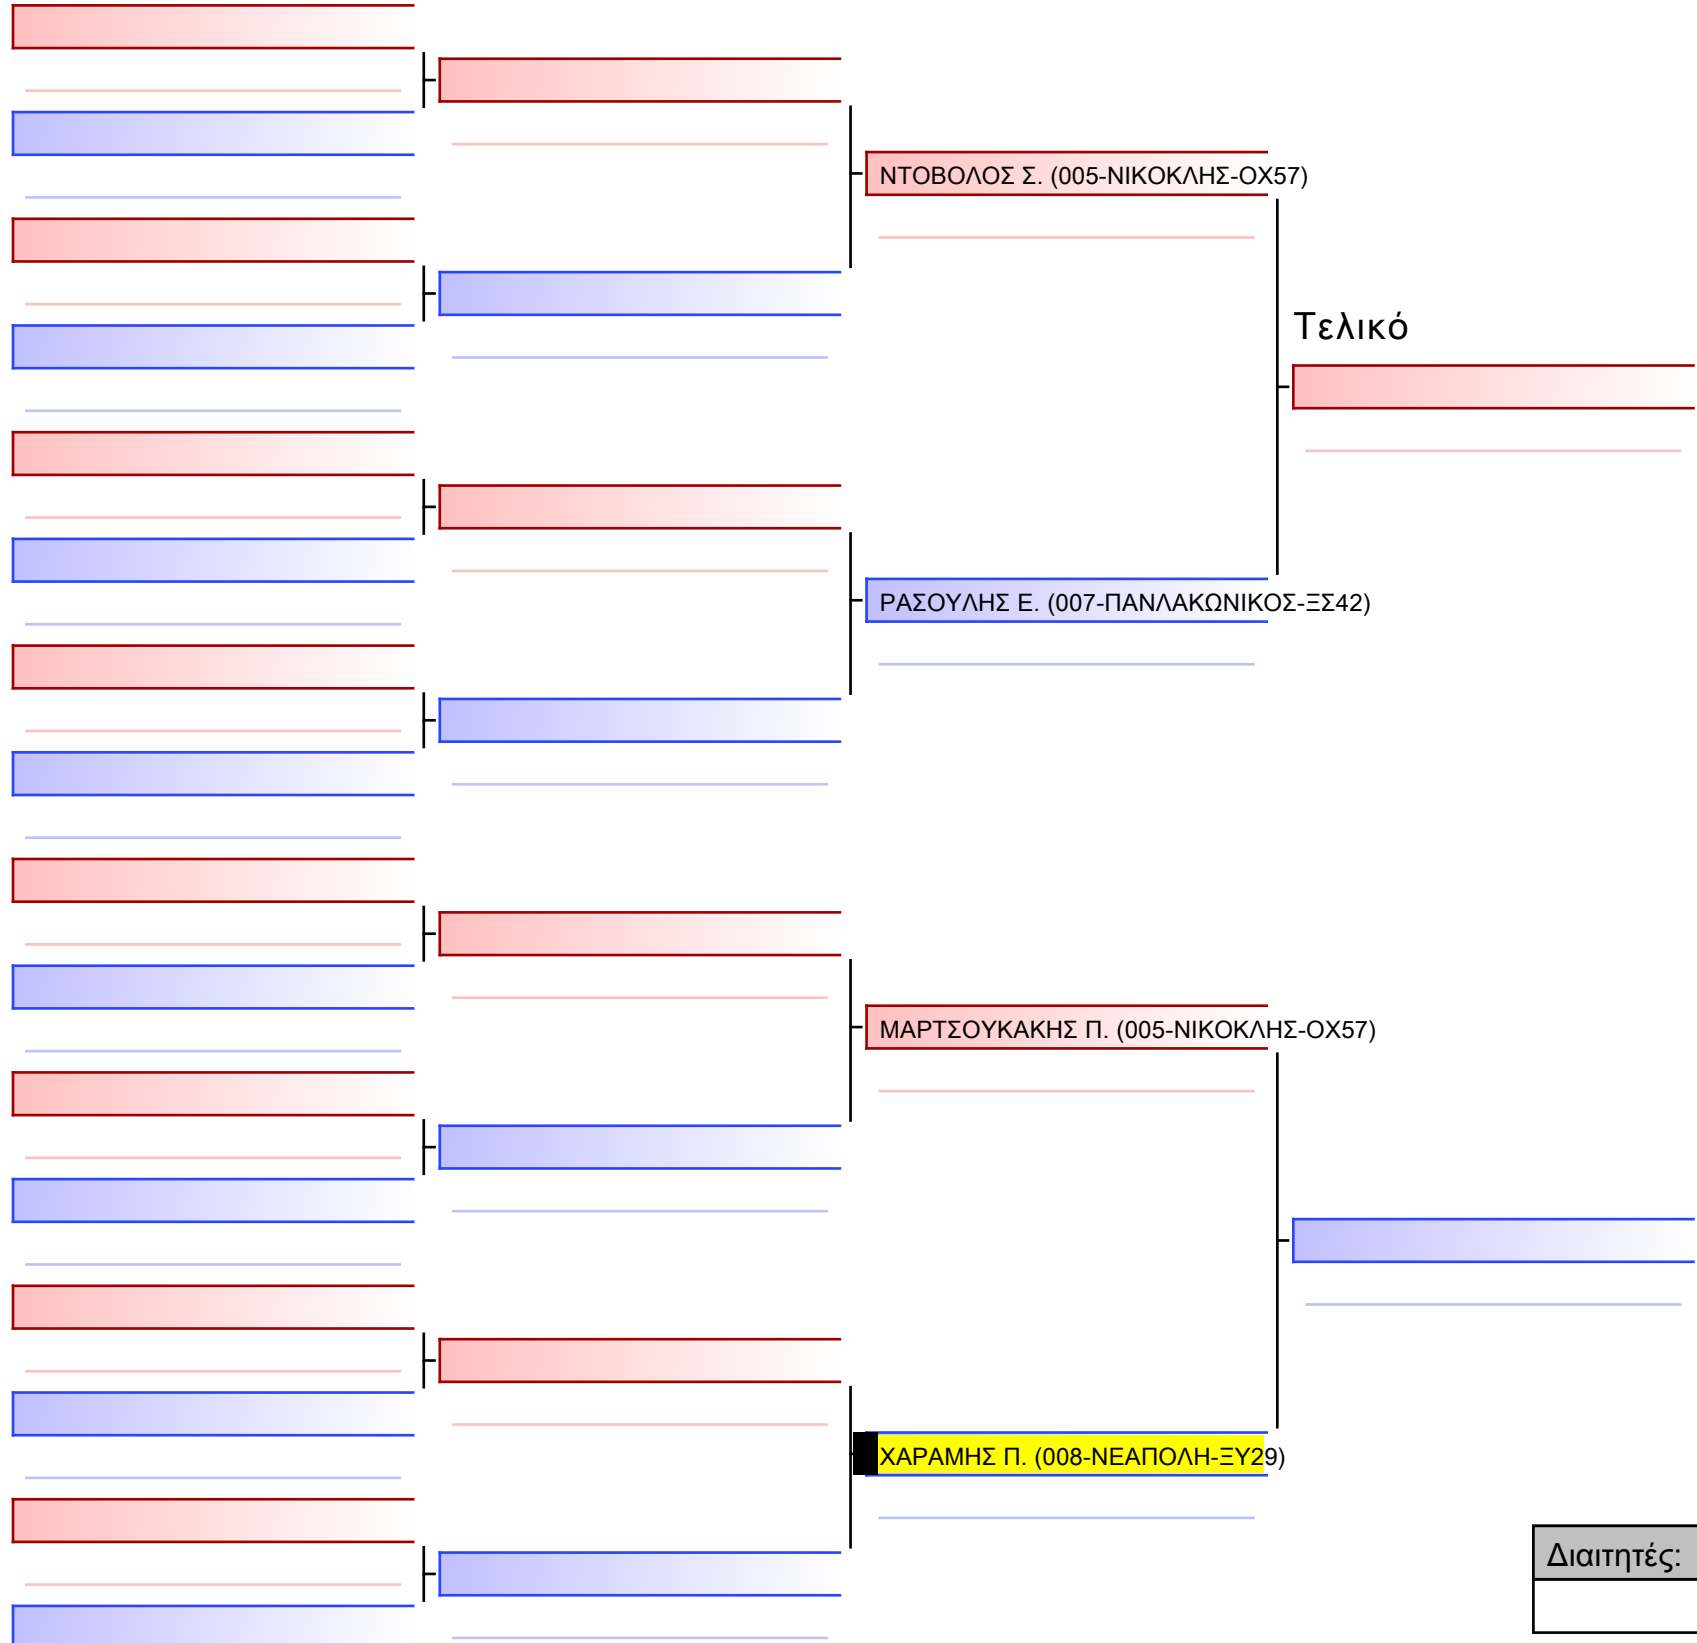 ΝΤΟΒΟΛΟΣ Σ. (005-ΝΙΚΟΚΛΗΣ-ΟΧ57)
Τελικό
ΡΑΣΟΥΛΗΣ Ε. (007-ΠΑΝΛΑΚΩΝΙΚΟΣ-ΞΣ42)
ΜΑΡΤΣΟΥΚΑΚΗΣ Π. (005-ΝΙΚΟΚΛΗΣ-ΟΧ57)
ΧΑΡΑΜΗΣ Π. (008-ΝΕΑΠΟΛΗ-ΞΥ29)
Διαιτητές: